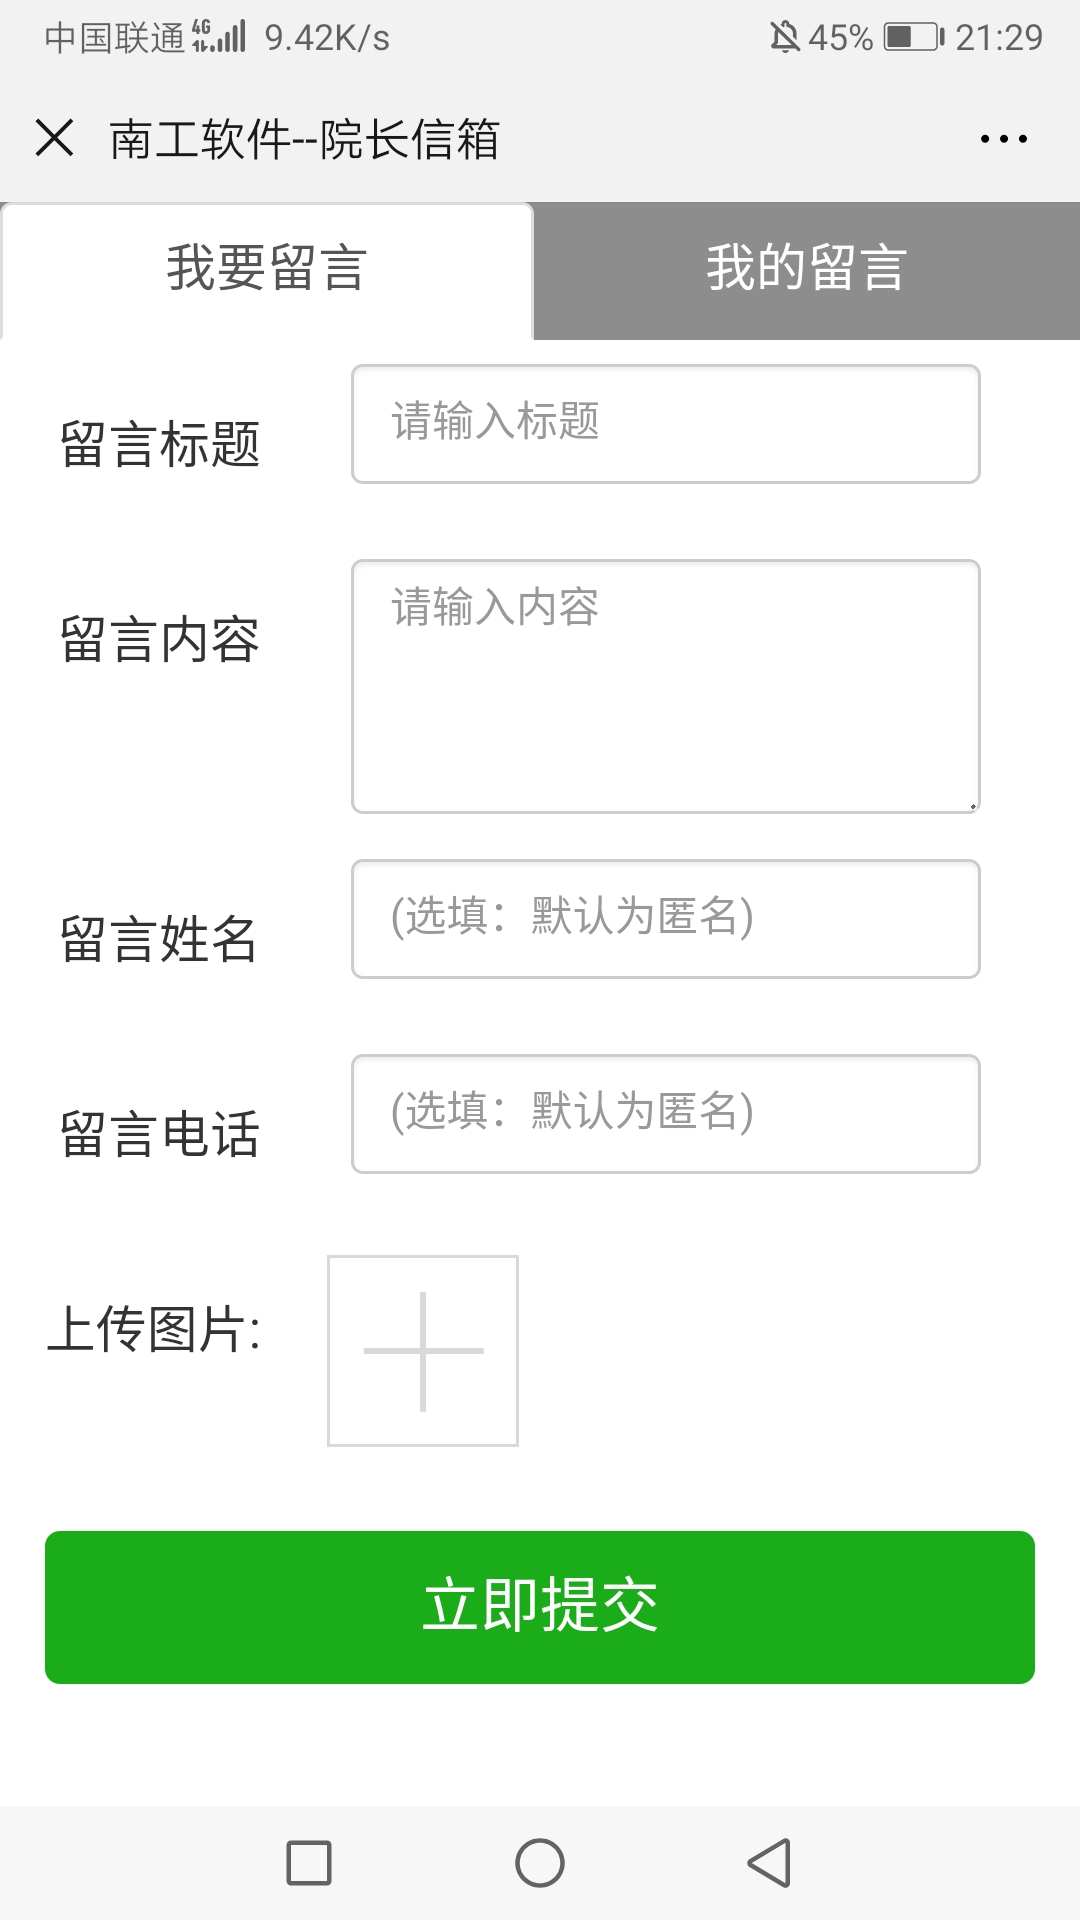 中国联通 4G 9.42K/s 45% 21:29
南工软件--院长信箱
我要留言 我的留言
留言标题 请输入标题
留言内容 请输入内容
留言姓名 (选填：默认为匿名)
留言电话 (选填：默认为匿名)
上传图片:
立即提交